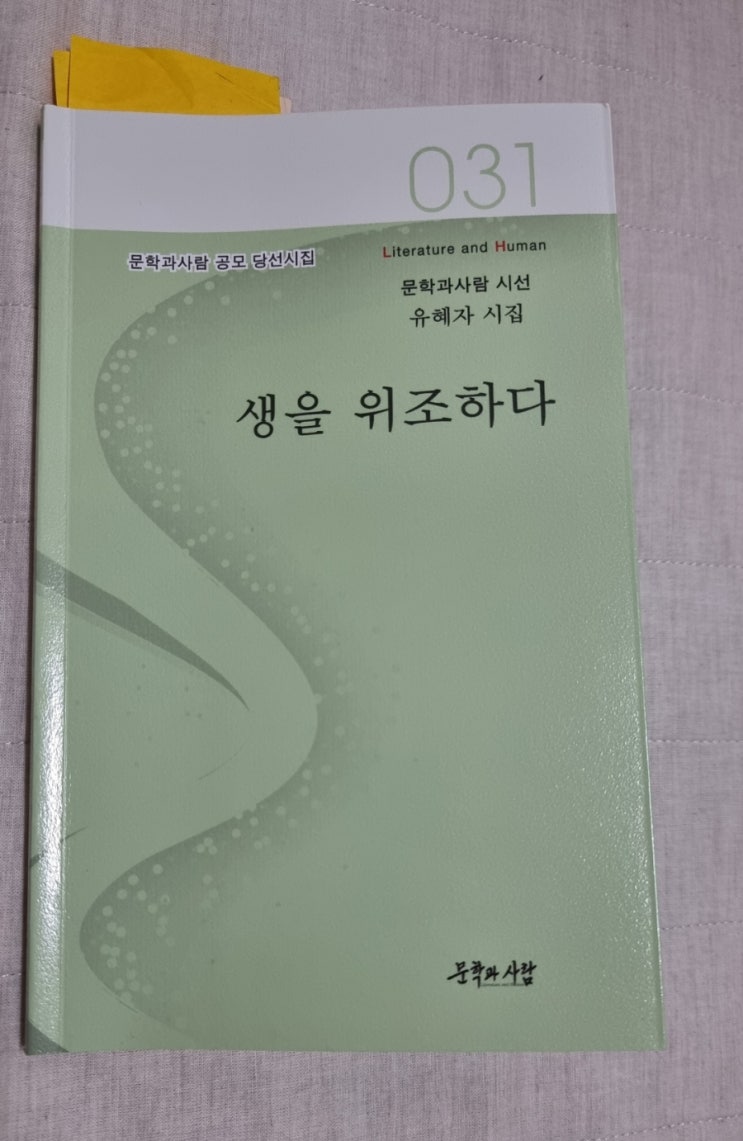 031
Literature and Human
문학과사람 공모 당선시집
문학과사람 시선
유혜자 시집
생을 위조하다
문학과 사람